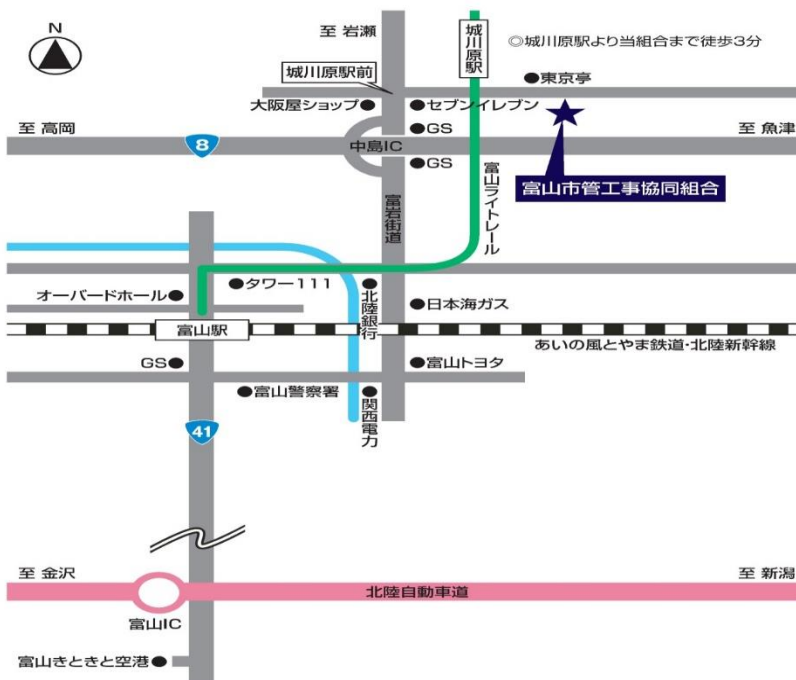 N
至 岩瀬
城川原駅
◎城川原駅より当組合まで徒歩3分
城川原駅前
●東京亭
大阪屋ショップ●
●セブンイレブン
至 高岡
8
中島IC
●GS
●GS
至 魚津
富山市管工事協同組合
富岩街道
富山ライトレール
オーバードホール●
●タワー111
●北陸銀行
●日本海ガス
富山駅
あいの風とやま鉄道・北陸新幹線
GS●
●富山警察署
●関西電力
●富山トヨタ
41
至 金沢
北陸自動車道
至 新潟
富山IC
富山きときと空港●